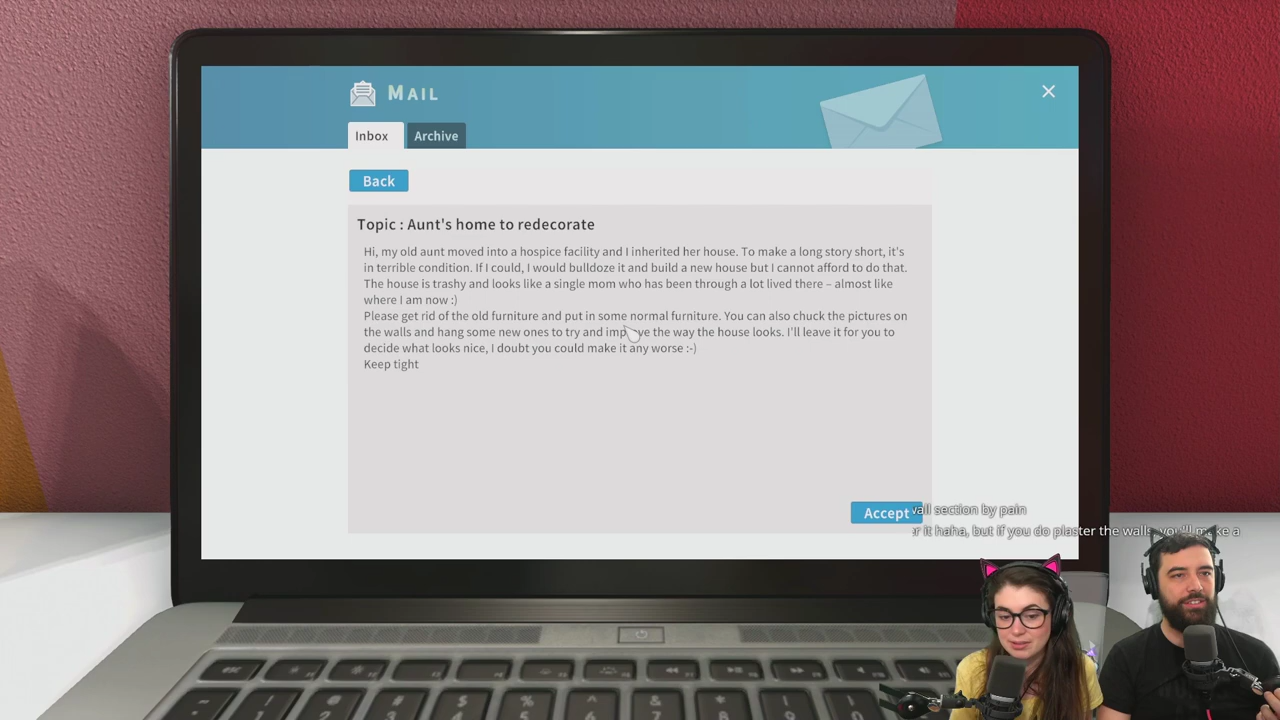 MAIL
Inbox
Archive
Back
Topic : Aunt's home to redecorate
Hi, my old aunt moved into a hospice facility and I inherited her house. To make a long story short, it's
in terrible condition. If I could, I would bulldoze it and build a new house but I cannot afford to do that.
The house is trashy and looks like a single mom who has been through a lot lived there – almost like
where I am now :)
Please get rid of the old furniture and put in some normal furniture. You can also chuck the pictures on
the walls and hang some new ones to try and improve the way the house looks. I'll leave it for you to
decide what looks nice, I doubt you could make it any worse :-)
Keep tight
Accept
wall section by pain
er it haha, but if you do plaster the walls, you'll make a